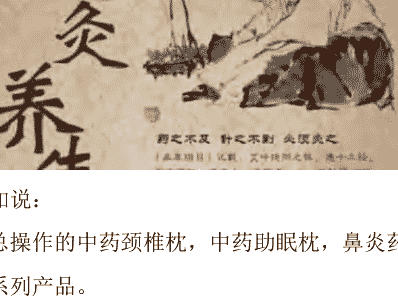 灸
养生
药之不及 针之不到 必须灸之
如说：
总操作的中药颈椎枕，中药助眠枕，鼻炎药
系列产品。